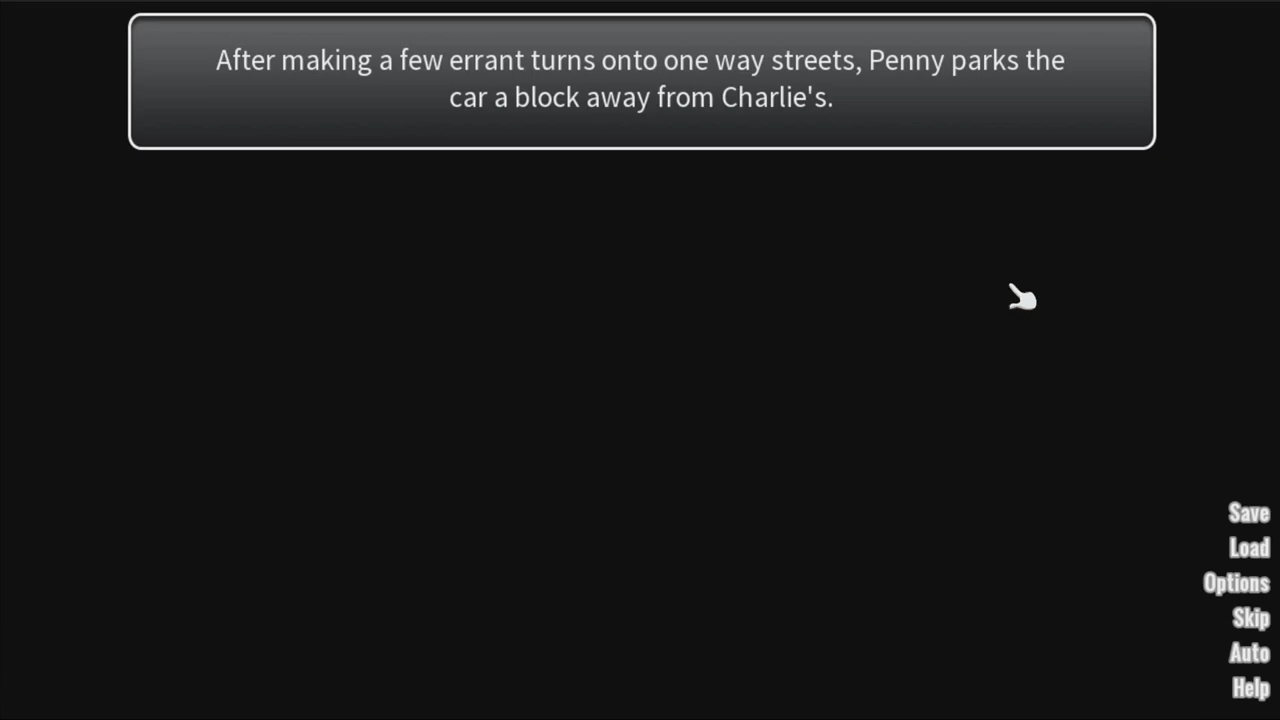 After making a few errant turns onto one way streets, Penny parks the
car a block away from Charlie's.
Save
Load
Options
Skip
Auto
Help